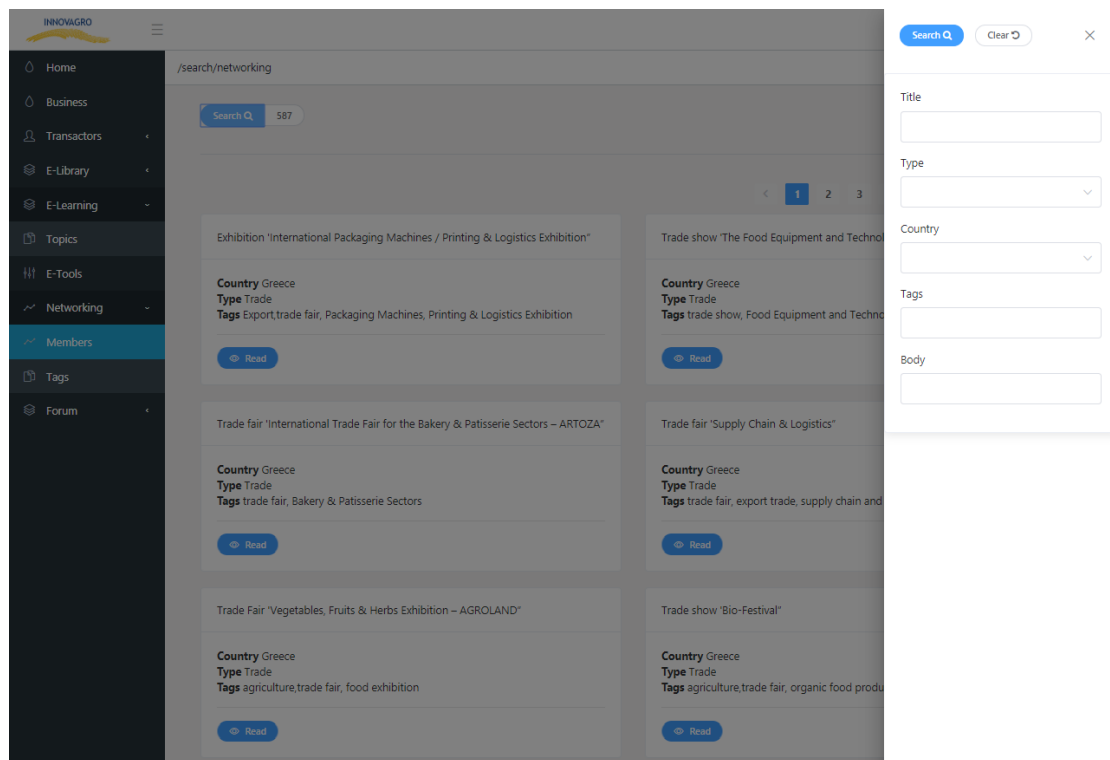 INNOVAGRO
Home
Business
Transactors
E-Library
E-Learning
Topics
E-Tools
Networking
Members
Tags
Forum
/search/networking
Search
587
1 2 3
Exhibition 'International Packaging Machines / Printing & Logistics Exhibition"
Country Greece
Type Trade
Tags Export,trade fair, Packaging Machines, Printing & Logistics Exhibition
Read
Trade show 'The Food Equipment and Technol
Country Greece
Type Trade
Tags trade show, Food Equipment and Techno
Read
Trade fair 'International Trade Fair for the Bakery & Patisserie Sectors – ARTOZA"
Country Greece
Type Trade
Tags trade fair, Bakery & Patisserie Sectors
Read
Trade fair 'Supply Chain & Logistics"
Country Greece
Type Trade
Tags trade fair, export trade, supply chain and
Read
Trade Fair 'Vegetables, Fruits & Herbs Exhibition – AGROLAND"
Country Greece
Type Trade
Tags agriculture,trade fair, food exhibition
Read
Trade show 'Bio-Festival"
Country Greece
Type Trade
Tags agriculture,trade fair, organic food produ
Read
Search
Clear
Title
Type
Country
Tags
Body